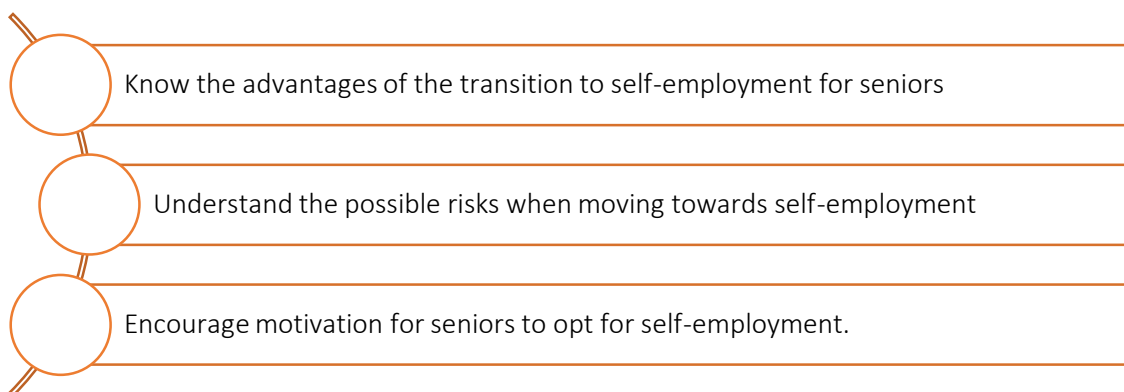 Know the advantages of the transition to self-employment for seniors
Understand the possible risks when moving towards self-employment
Encourage motivation for seniors to opt for self-employment.